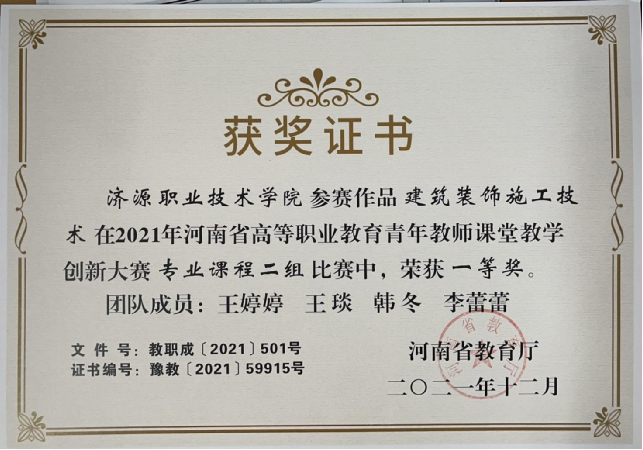 获奖证书
济源职业技术学院 参赛作品 建筑装饰施工技
术 在2021年河南省高等职业教育青年教师课堂教学
创新大赛 专业课程二组 比赛中，荣获 一等奖。
团队成员：王婷婷 王琰 韩冬 李蕾蕾
文 件 号：教职成〔2021〕501号
证书编号：豫教〔2021〕59915号
河南省教育厅
二〇二一年十二月
河南省教育厅